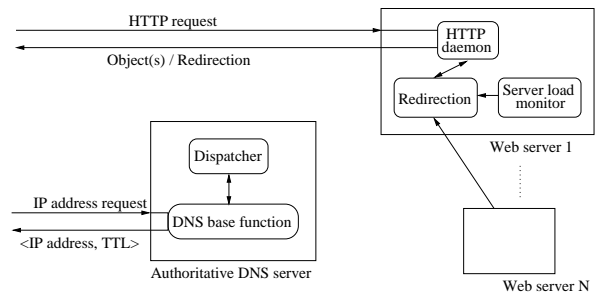 HTTP request
Object(s) / Redirection
HTTP
daemon
Redirection
Server load
monitor
Web server 1
Dispatcher
IP address request
DNS base function
<IP address, TTL>
Authoritative DNS server
Web server N